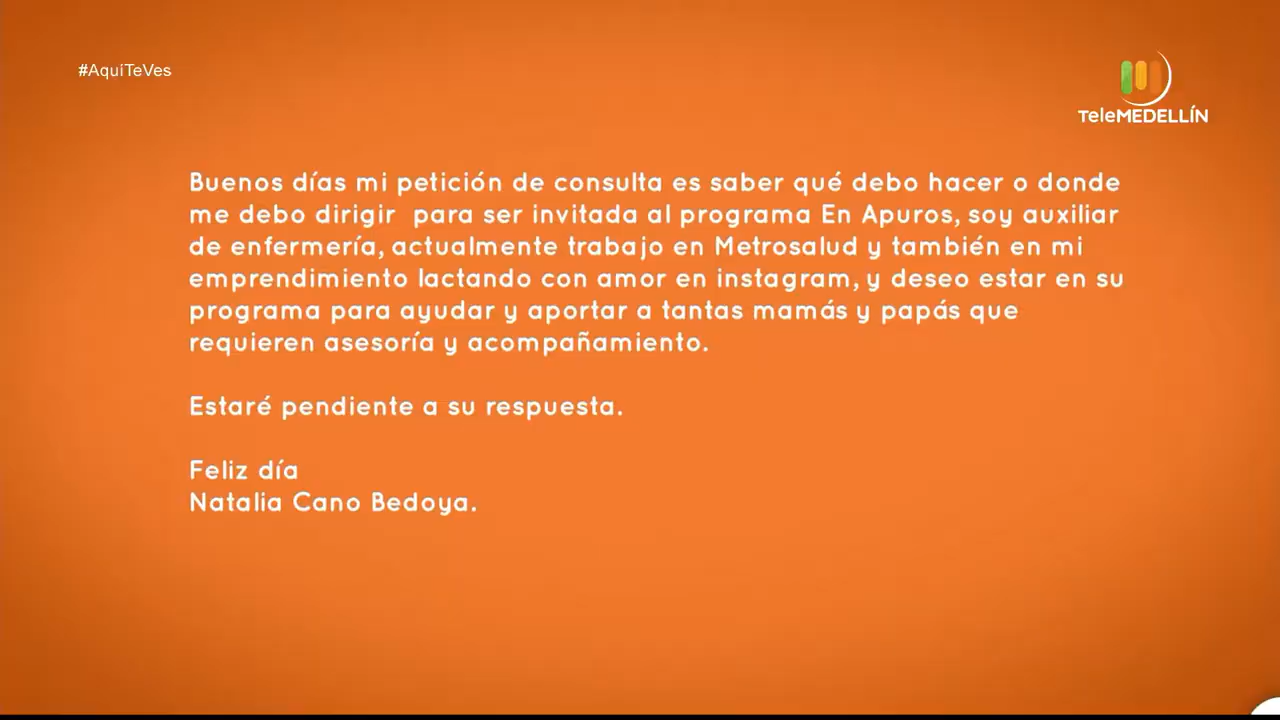 #AquiTeVes
TeleMEDELLÍN
Buenos días mi petición de consulta es saber qué debo hacer o donde
me debo dirigir  para ser invitada al programa En Apuros, soy auxiliar
de enfermería, actualmente trabajo en Metrosalud y también en mi
emprendimiento lactando con amor en instagram, y deseo estar en su
programa para ayudar y aportar a tantas mamás y papás que
requieren asesoría y acompañamiento.
Estaré pendiente a su respuesta.
Feliz día
Natalia Cano Bedoya.